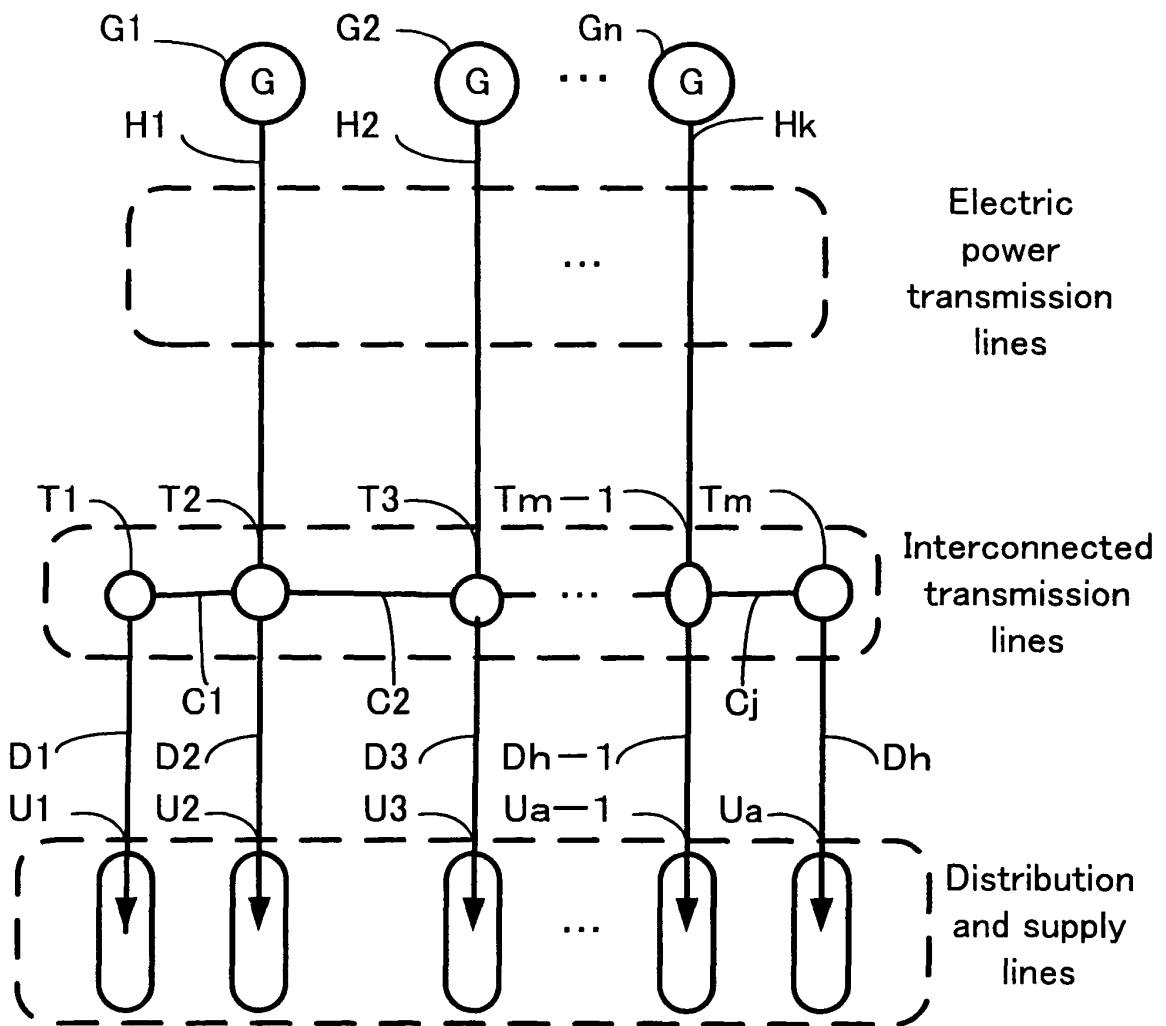 G1 G2 Gn
G G ... G
H1 H2 Hk
Electric
power
transmission
lines
...
T1 T2 T3 Tm－1 Tm
Interconnected
transmission
lines
...
C1 C2 Cj
D1 D2 D3 Dh－1 Dh
U1 U2 U3 Ua－1 Ua
Distribution
and supply
lines
...